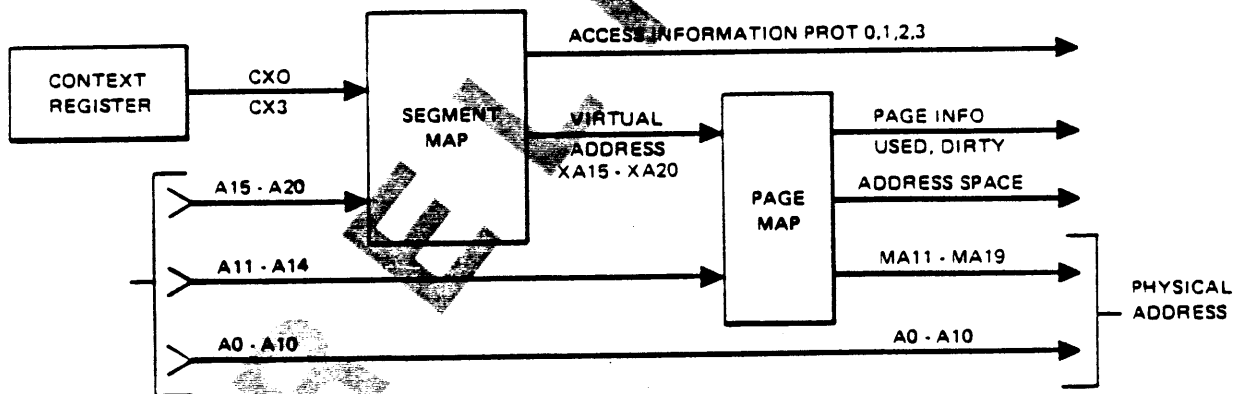 ACCESS INFORMATION PROT 0,1,2,3
CONTEXT
REGISTER
CX0
CX3
SEGMENT
MAP
VIRTUAL
ADDRESS
XA15 - XA20
PAGE INFO
USED, DIRTY
A15 - A20
PAGE
MAP
ADDRESS SPACE
A11 - A14
MA11 - MA19
PHYSICAL
ADDRESS
A0 - A10
A0 - A10